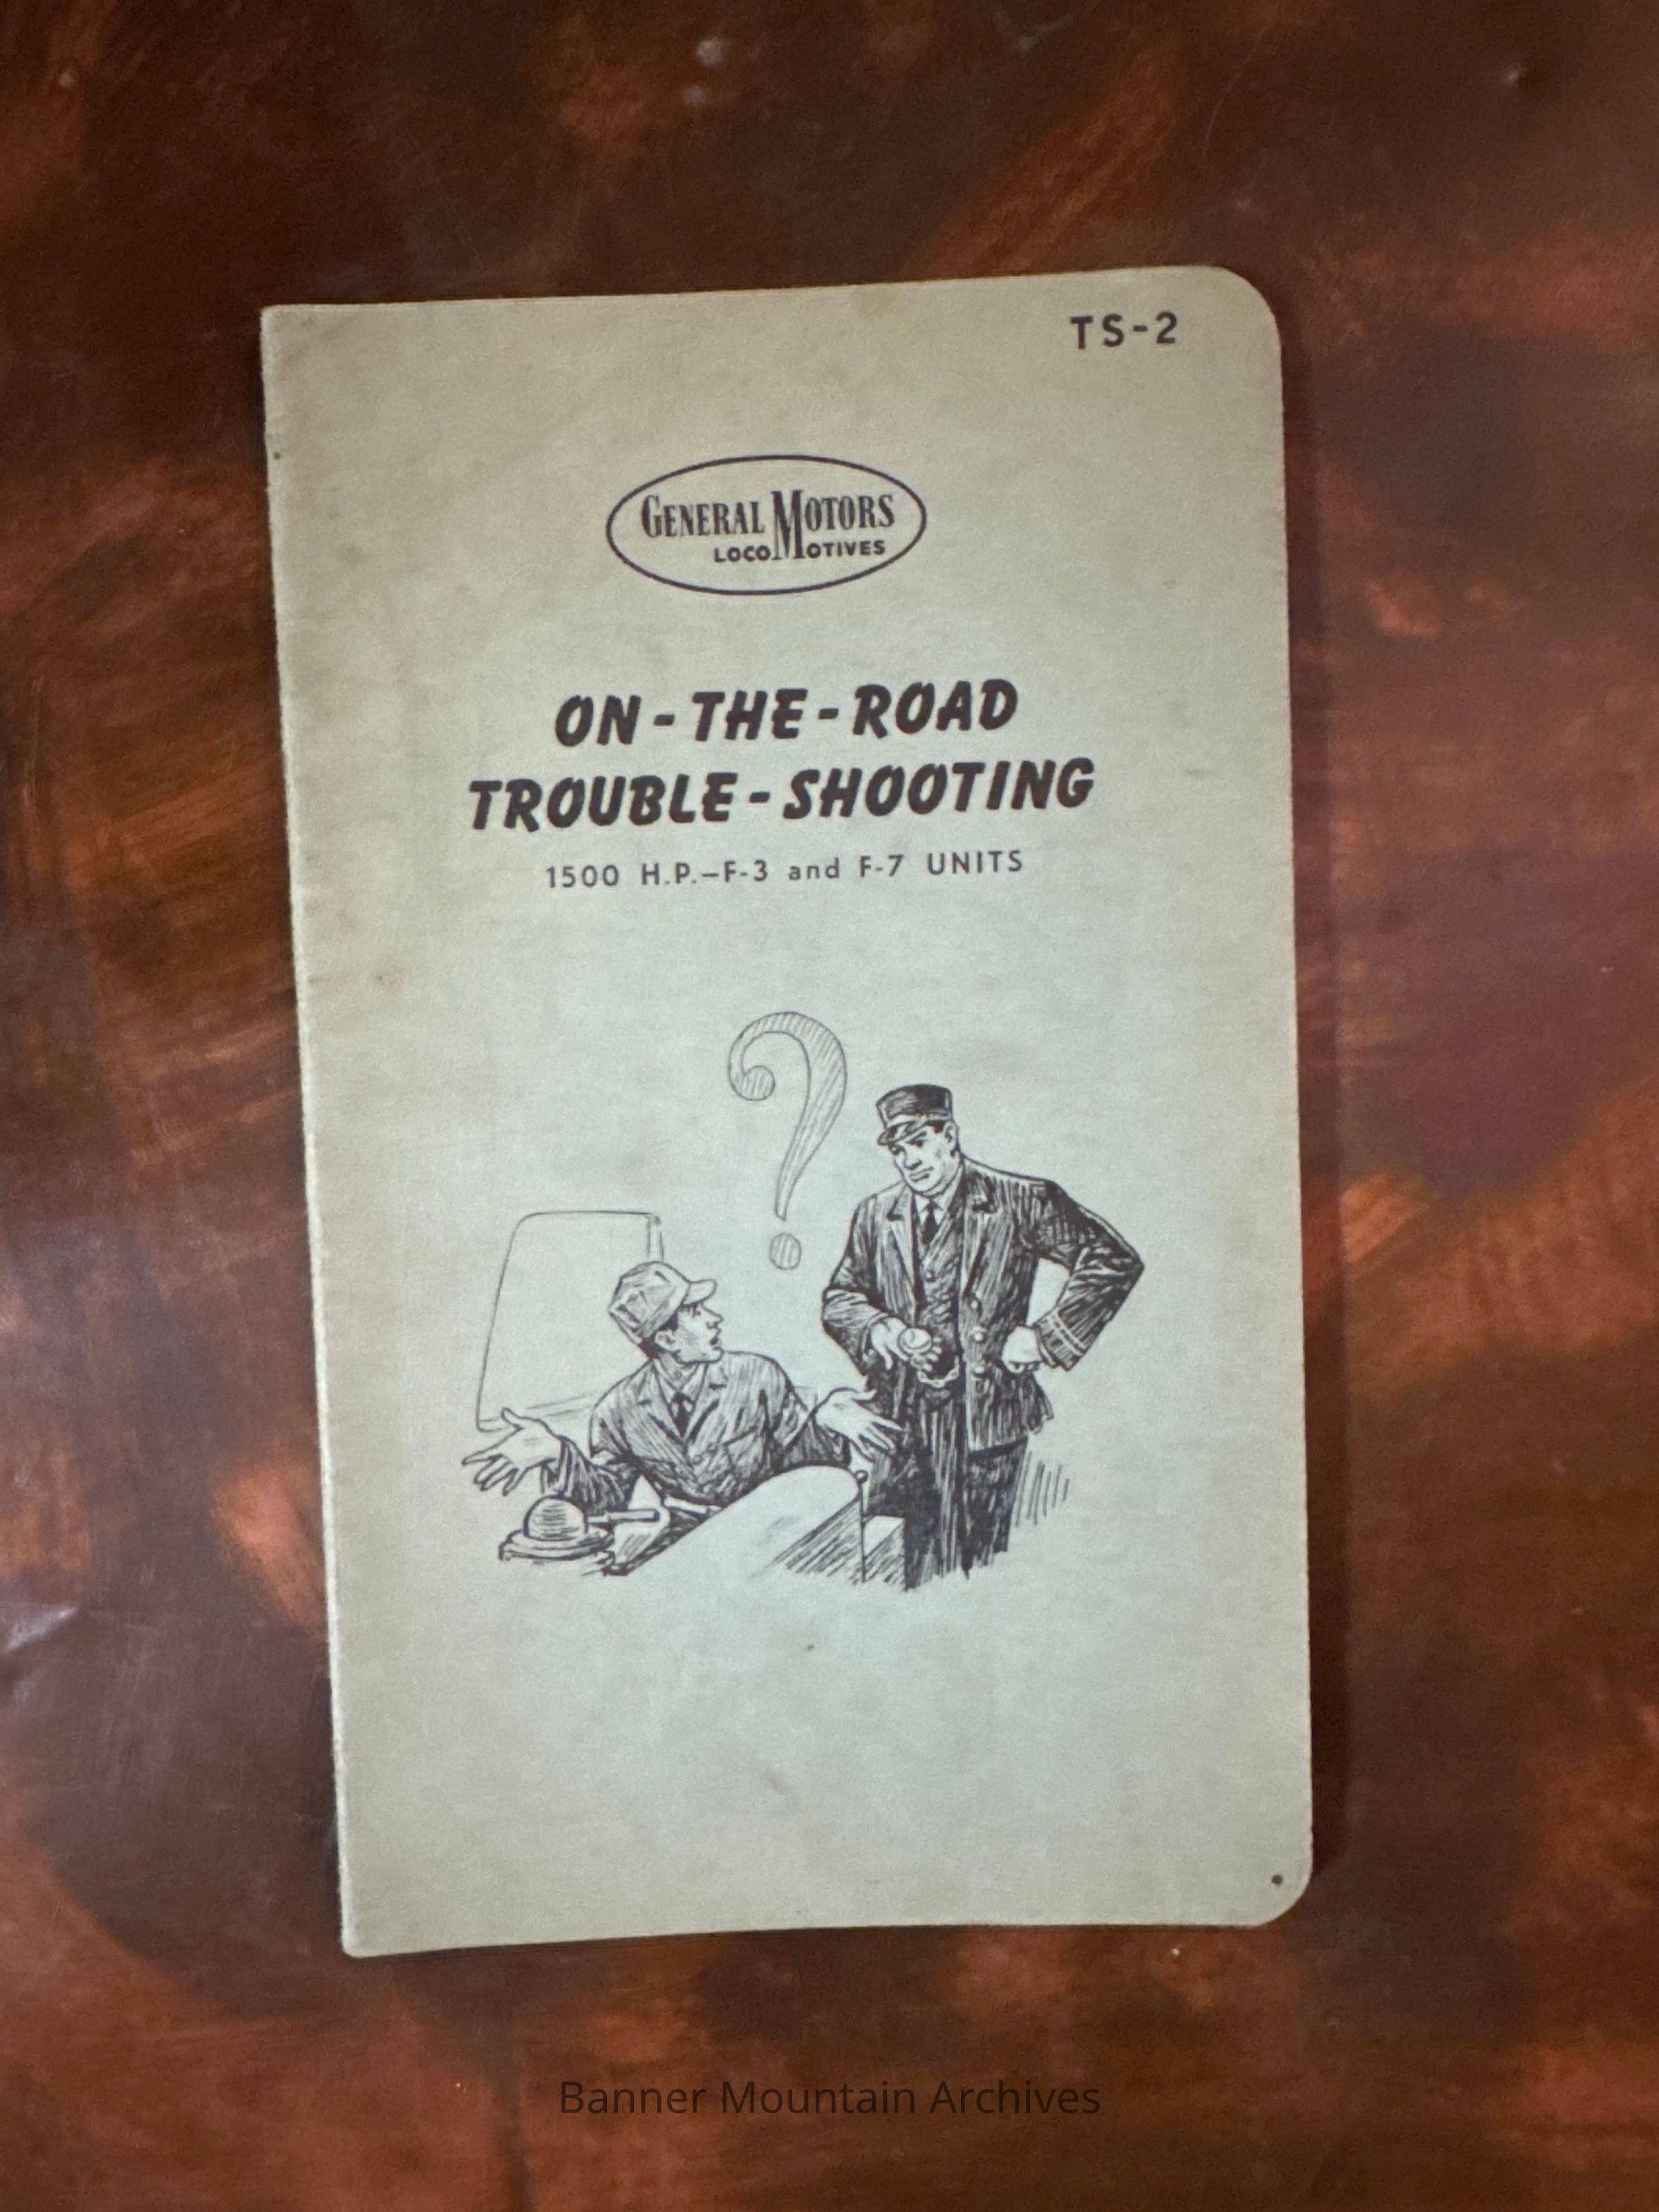 TS-2
GENERAL MOTORS
LOCOMOTIVES
ON-THE-ROAD
TROUBLE-SHOOTING
1500 H.P.–F-3 and F-7 UNITS
?
Banner Mountain Archives